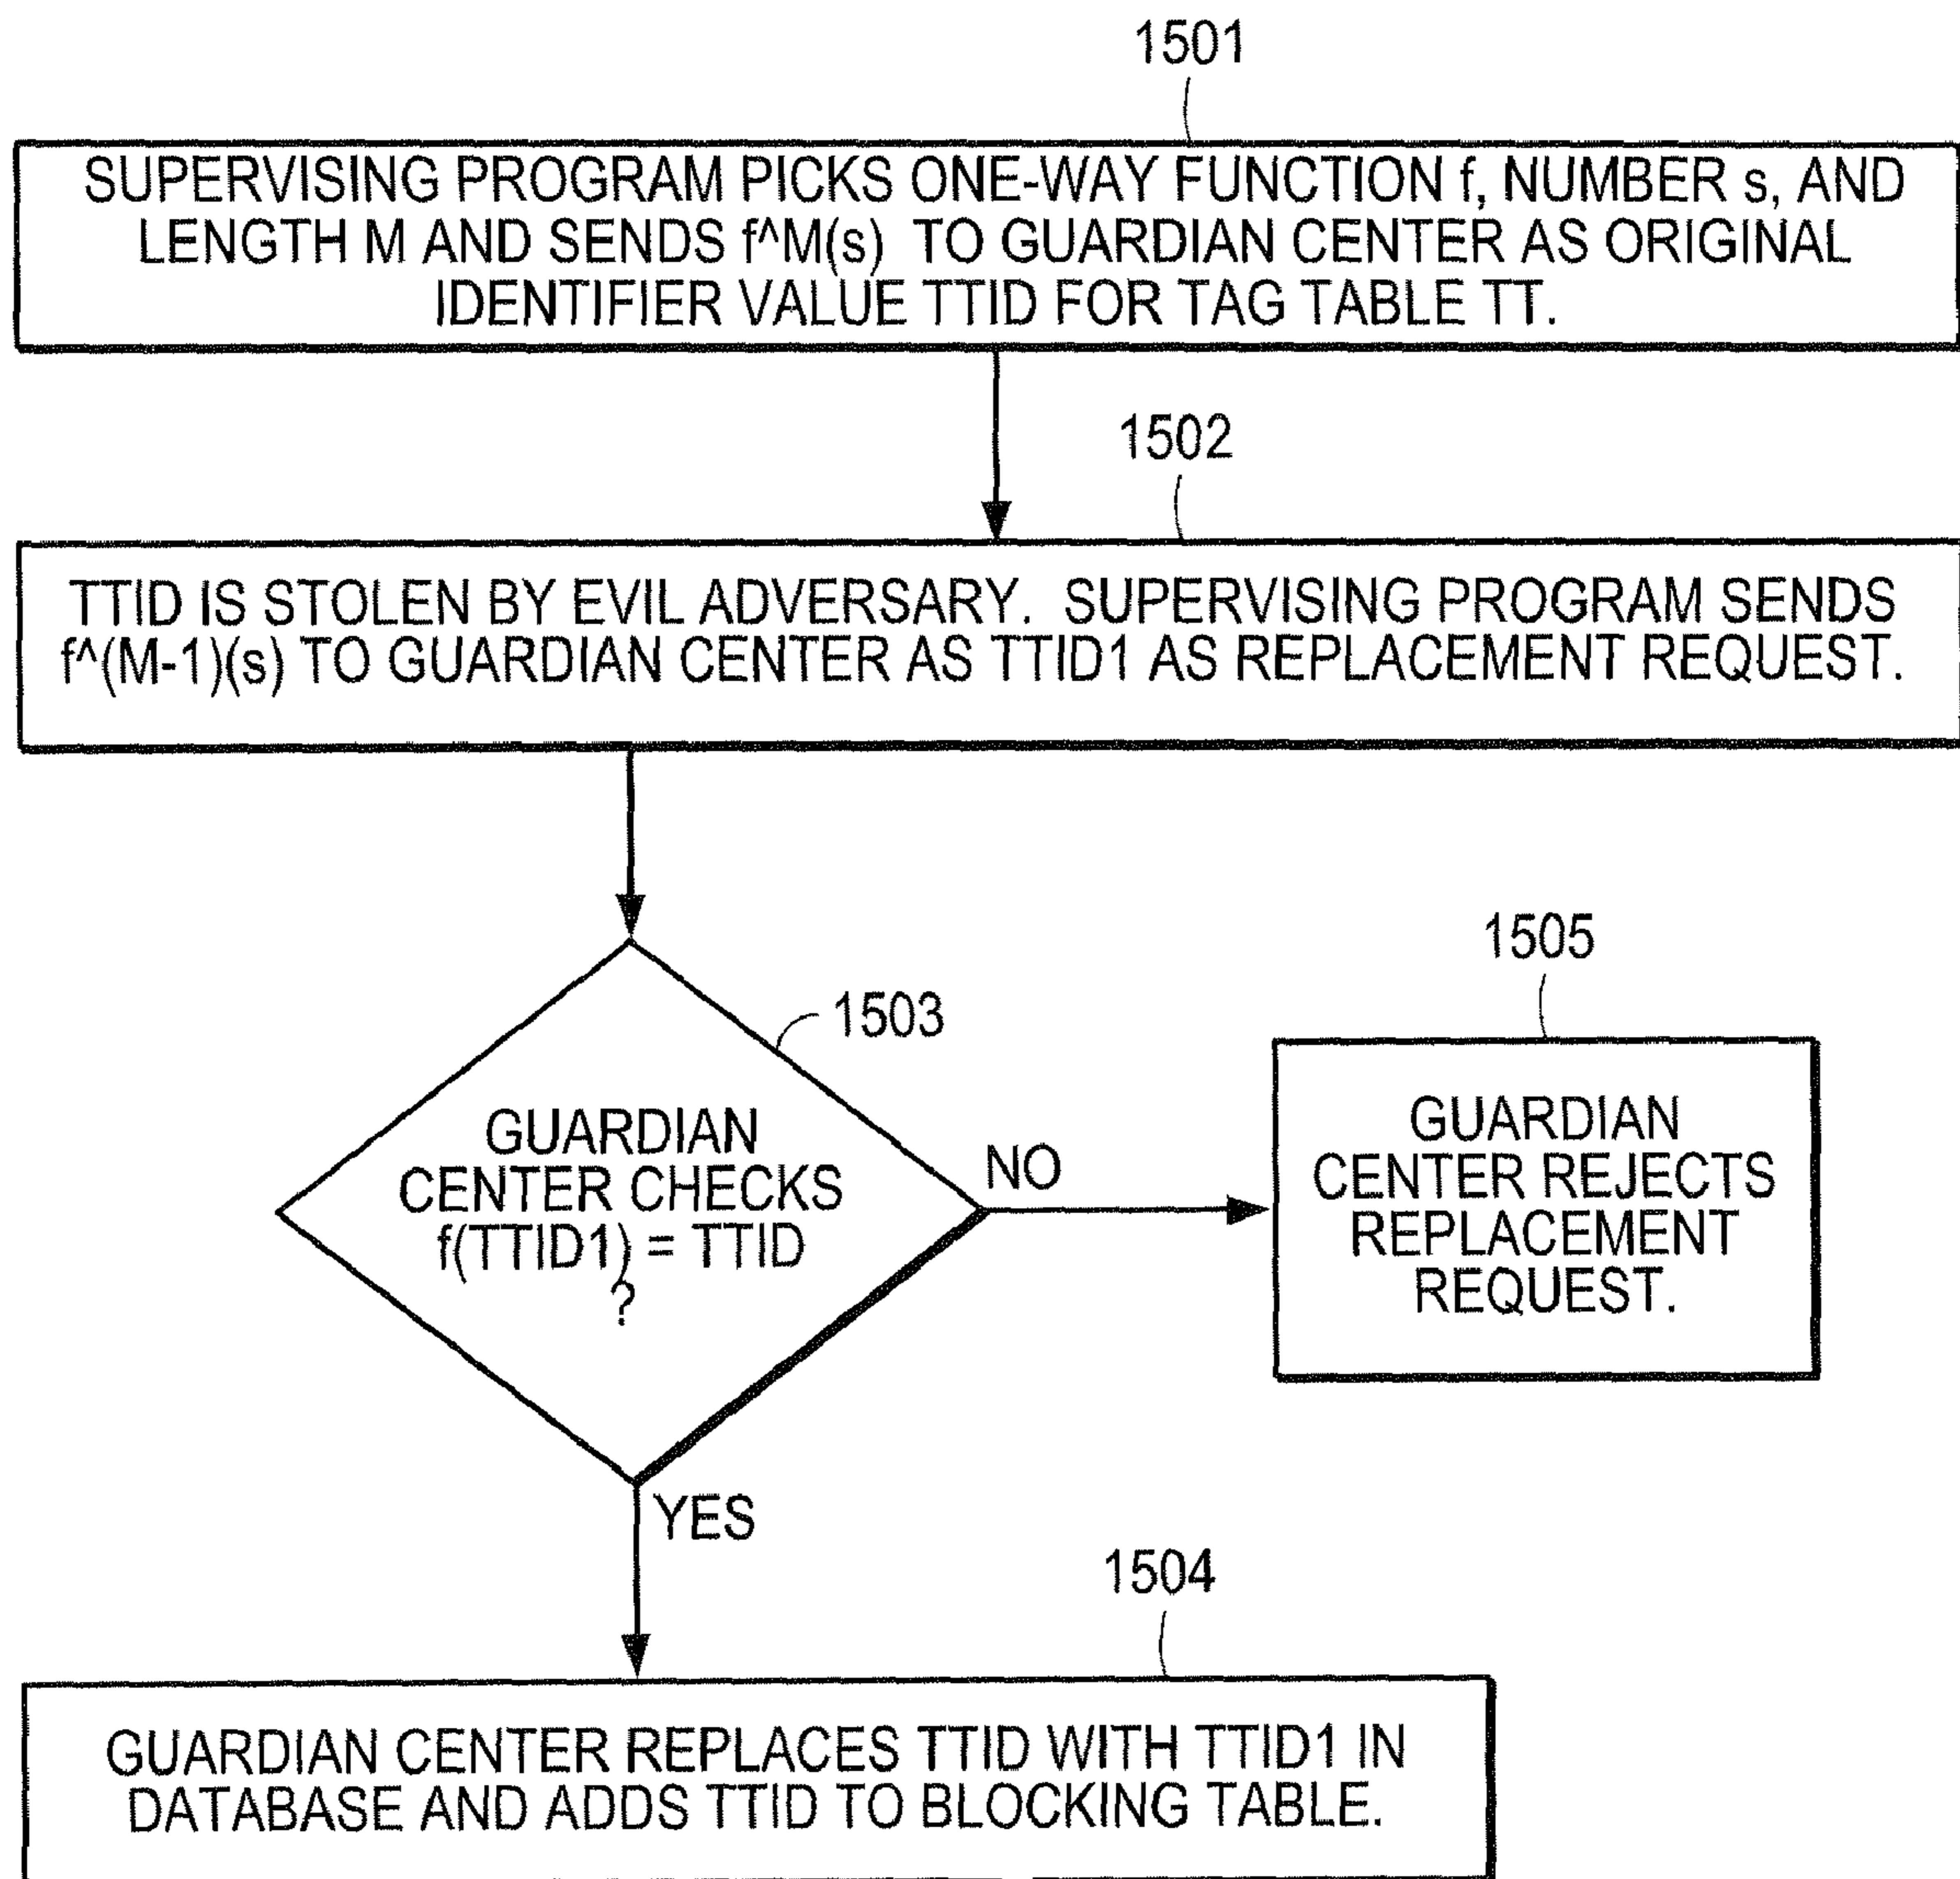 1501
SUPERVISING PROGRAM PICKS ONE-WAY FUNCTION f, NUMBER s, AND
LENGTH M AND SENDS f^M(s) TO GUARDIAN CENTER AS ORIGINAL
IDENTIFIER VALUE TTID FOR TAG TABLE TT.
1502
TTID IS STOLEN BY EVIL ADVERSARY. SUPERVISING PROGRAM SENDS
f^(M-1)(s) TO GUARDIAN CENTER AS TTID1 AS REPLACEMENT REQUEST.
1503
GUARDIAN
CENTER CHECKS
f(TTID1) = TTID
?
NO
1505
GUARDIAN
CENTER REJECTS
REPLACEMENT
REQUEST.
YES
1504
GUARDIAN CENTER REPLACES TTID WITH TTID1 IN
DATABASE AND ADDS TTID TO BLOCKING TABLE.